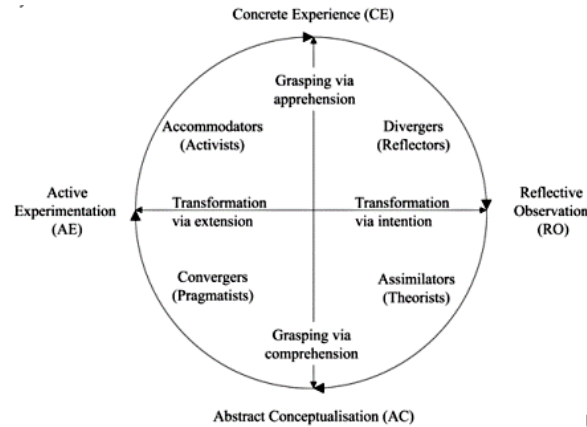 Concrete Experience (CE)
Grasping via
apprehension
Accommodators
(Activists)
Divergers
(Reflectors)
Active
Experimentation
(AE)
Transformation
via extension
Transformation
via intention
Reflective
Observation
(RO)
Convergers
(Pragmatists)
Assimilators
(Theorists)
Grasping via
comprehension
Abstract Conceptualisation (AC)